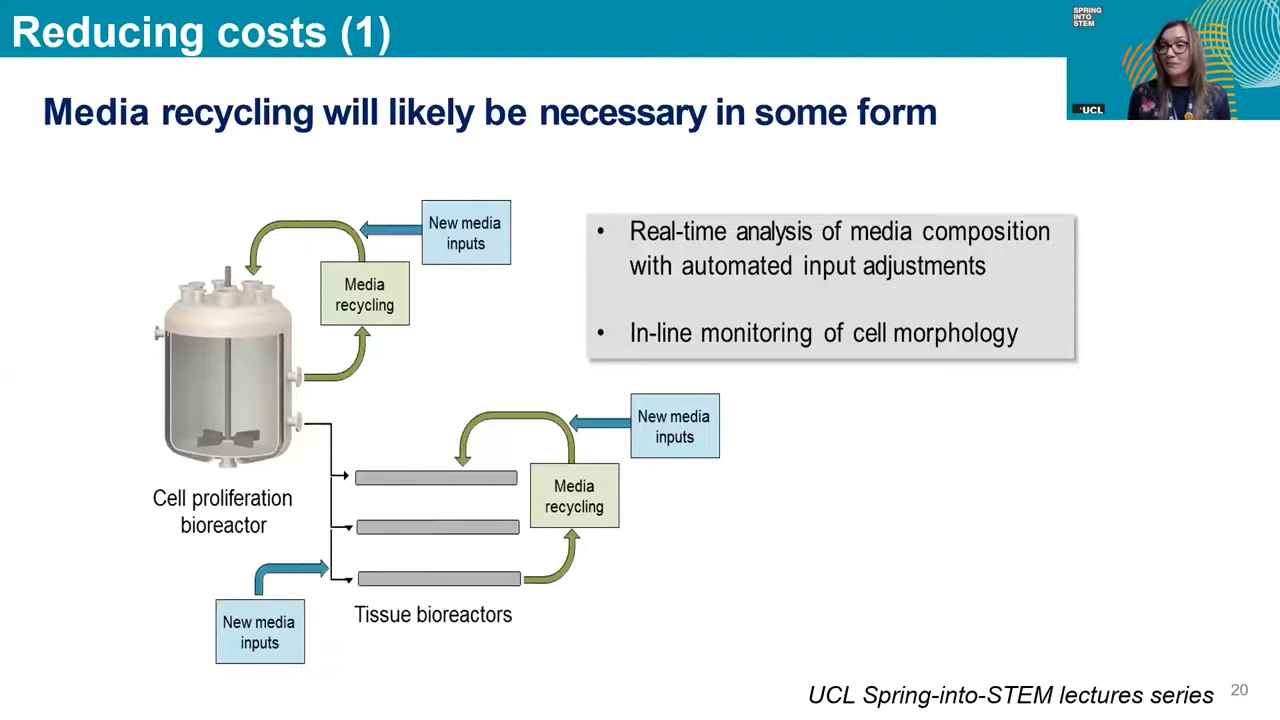 Reducing costs (1)
SPRING
INTO
STEM
UCL
Media recycling will likely be necessary in some form
New media
inputs
Media
recycling
• Real-time analysis of media composition
with automated input adjustments
• In-line monitoring of cell morphology
New media
inputs
Media
recycling
Cell proliferation
bioreactor
New media
inputs
Tissue bioreactors
UCL Spring-into-STEM lectures series
20